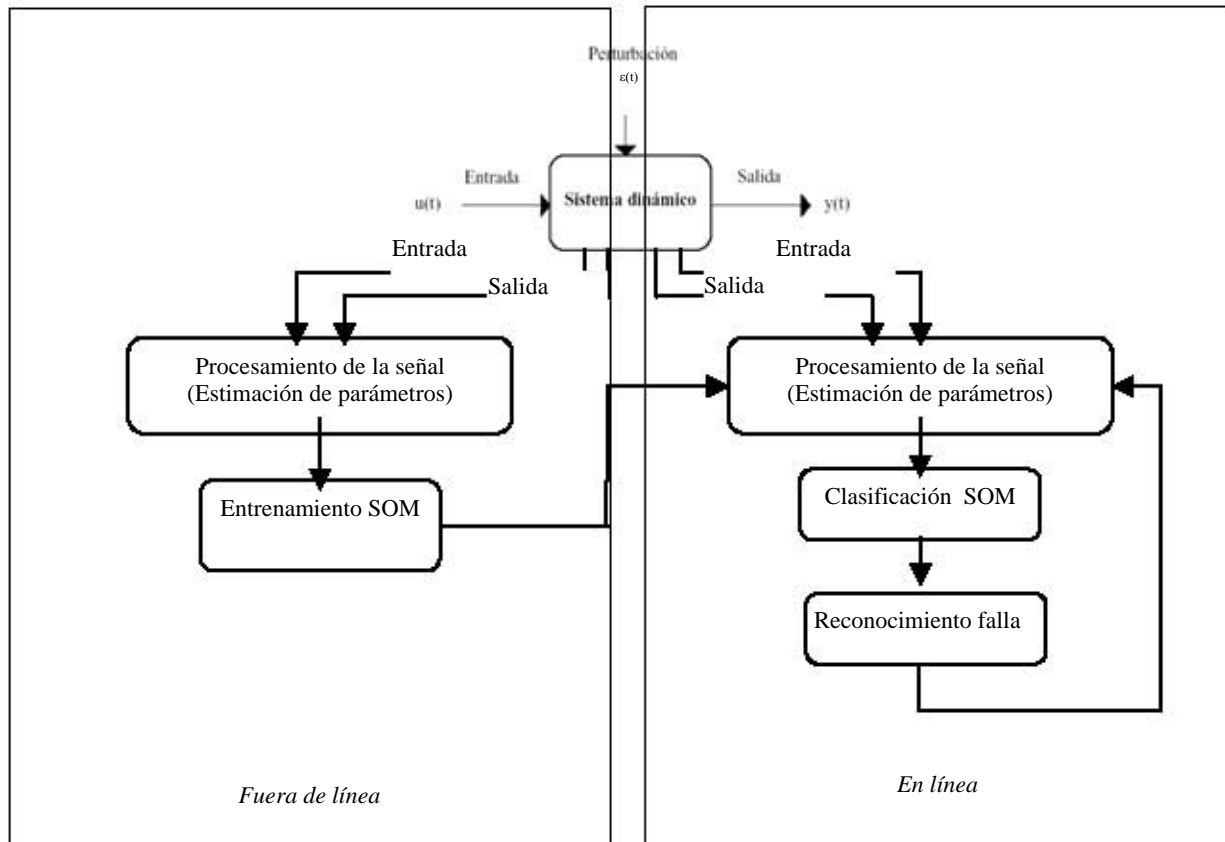 Perturbación
ε(t)
Entrada
Salida
u(t)
Sistema dinámico
y(t)
Entrada
Entrada
Salida
Salida
Procesamiento de la señal
(Estimación de parámetros)
Procesamiento de la señal
(Estimación de parámetros)
Entrenamiento SOM
Clasificación SOM
Reconocimiento falla
Fuera de línea
En línea